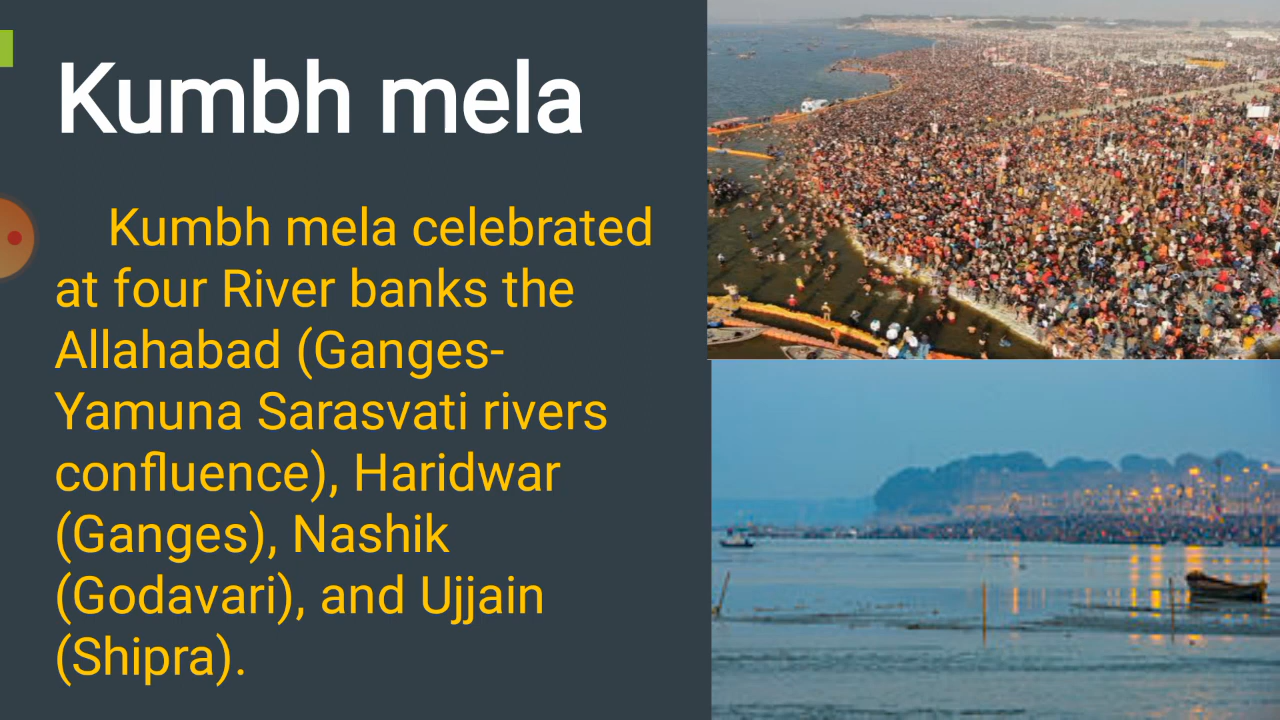 Kumbh mela
Kumbh mela celebrated
at four River banks the
Allahabad (Ganges-
Yamuna Sarasvati rivers
confluence), Haridwar
(Ganges), Nashik
(Godavari), and Ujjain
(Shipra).